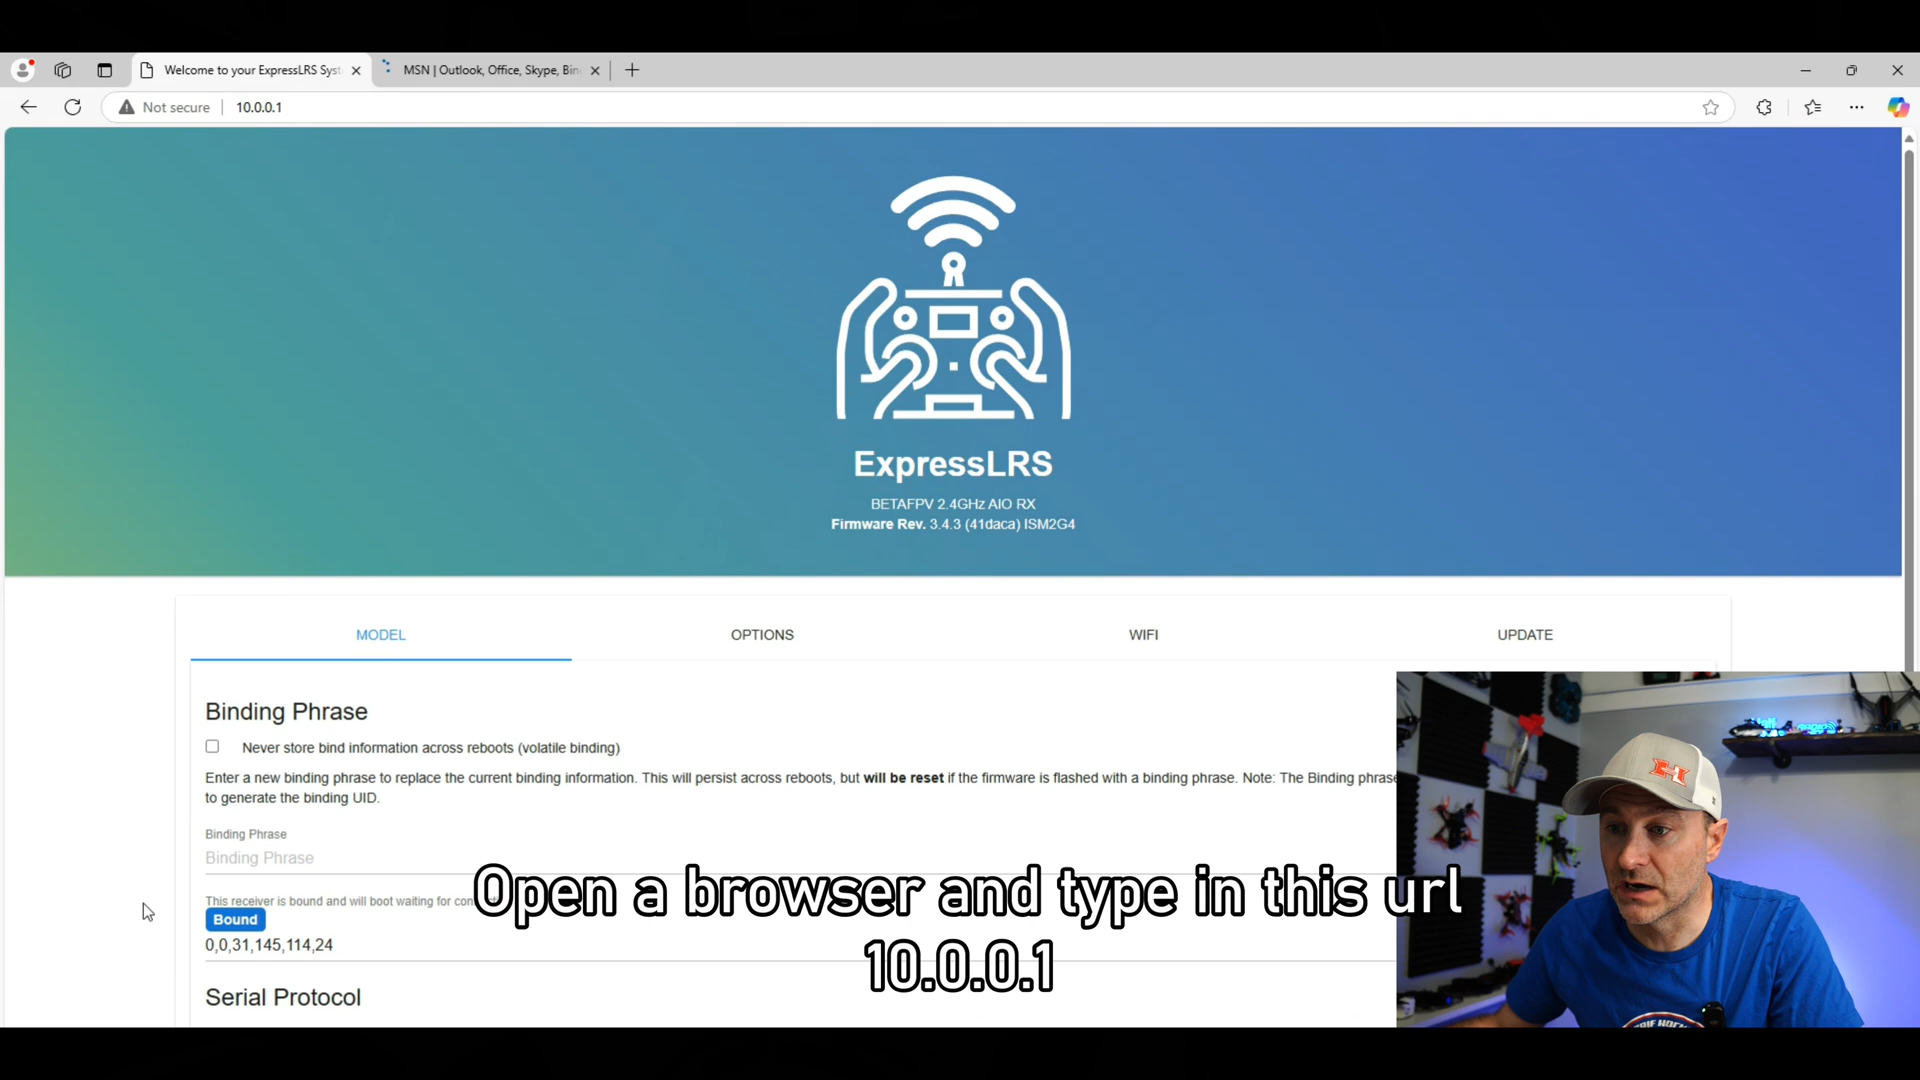 Welcome to your ExpressLRS Syst
MSN | Outlook, Office, Skype, Bin
Not secure
10.0.0.1
ExpressLRS
BETAFPV 2.4GHz AIO RX
Firmware Rev. 3.4.3 (41daca) ISM2G4
MODEL
OPTIONS
WIFI
UPDATE
Binding Phrase
Never store bind information across reboots (volatile binding)
Enter a new binding phrase to replace the current binding information. This will persist across reboots, but will be reset if the firmware is flashed with a binding phrase. Note: The Binding phrase
to generate the binding UID.
Binding Phrase
Binding Phrase
This receiver is bound and will boot waiting for con
Bound
0,0,31,145,114,24
Open a browser and type in this url
10.0.0.1
Serial Protocol